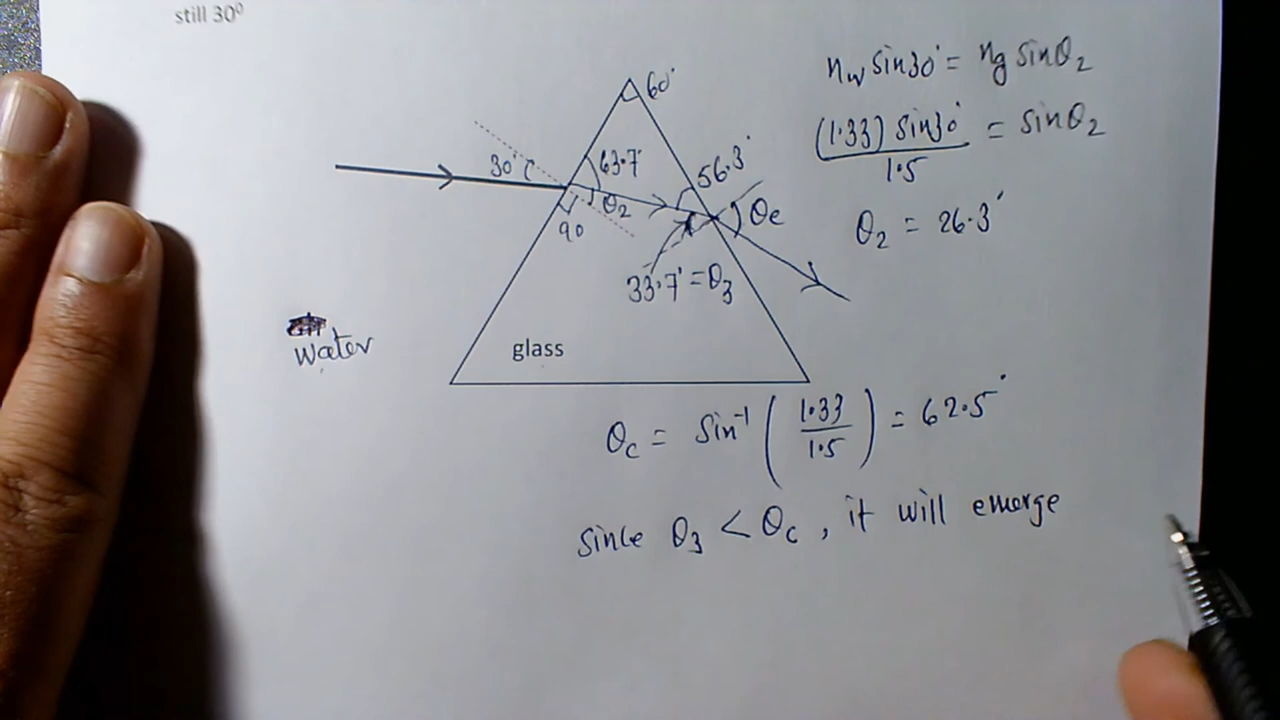 still 30⁰
n_w sin30° = n_g sinθ₂
60°
(1.33) sin30° / 1.5 = sinθ₂
30°
63.7°
56.3°
θ₂
90
θe
θ₂ = 26.3°
33.7° = θ₃
Water
glass
θc = sin⁻¹ (1.33 / 1.5) = 62.5°
since θ₃ < θc, it will emerge